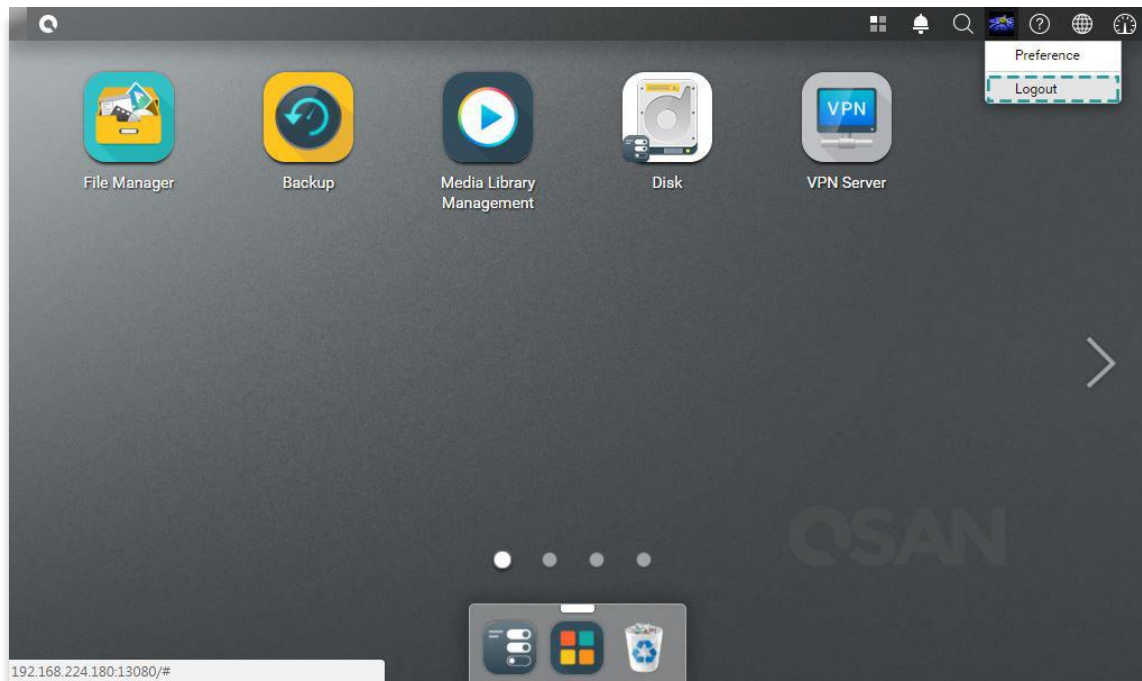 Preference
Logout
VPN
File Manager
Backup
Media Library
Management
Disk
VPN Server
QSAN
192.168.224.180:13080/#